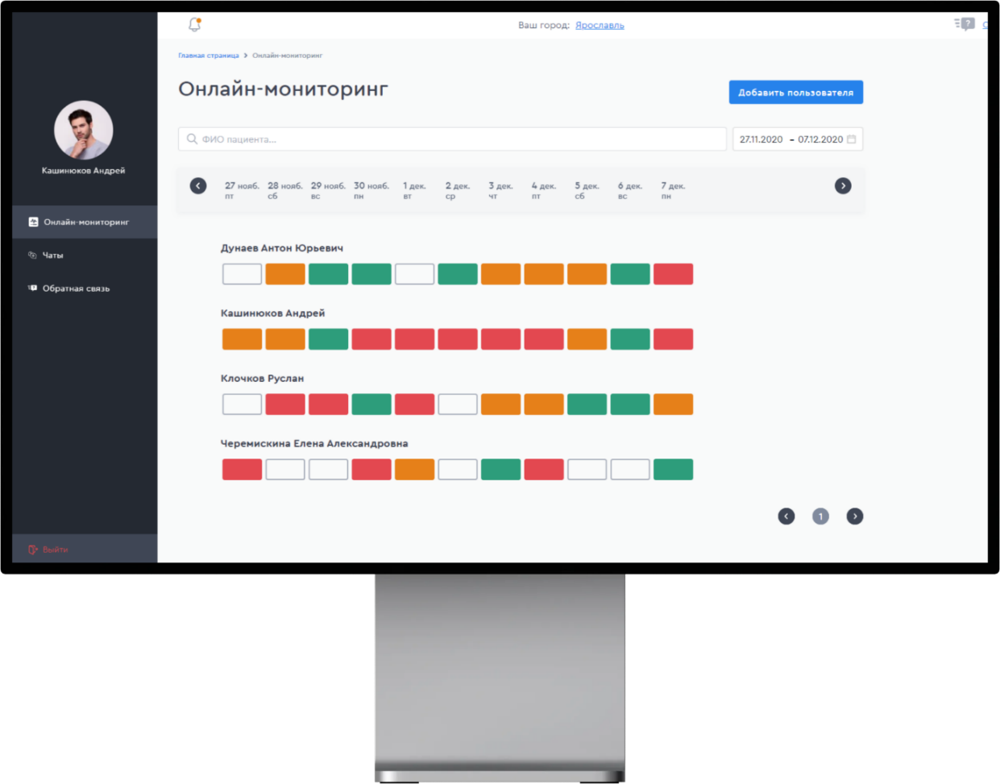 Ваш город: Ярославль
?
Главная страница > Онлайн-мониторинг
Онлайн-мониторинг
Добавить пользователя
ФИО пациента...
27.11.2020 - 07.12.2020
Кашинюков Андрей
Онлайн-мониторинг
Чаты
Обратная связь
Выйти
27 нояб. 28 нояб. 29 нояб. 30 нояб. 1 дек. 2 дек. 3 дек. 4 дек. 5 дек. 6 дек. 7 дек.
пт сб вс пн вт ср чт пт сб вс пн
Дунаев Антон Юрьевич
Кашинюков Андрей
Клочков Руслан
Черемискина Елена Александровна
1